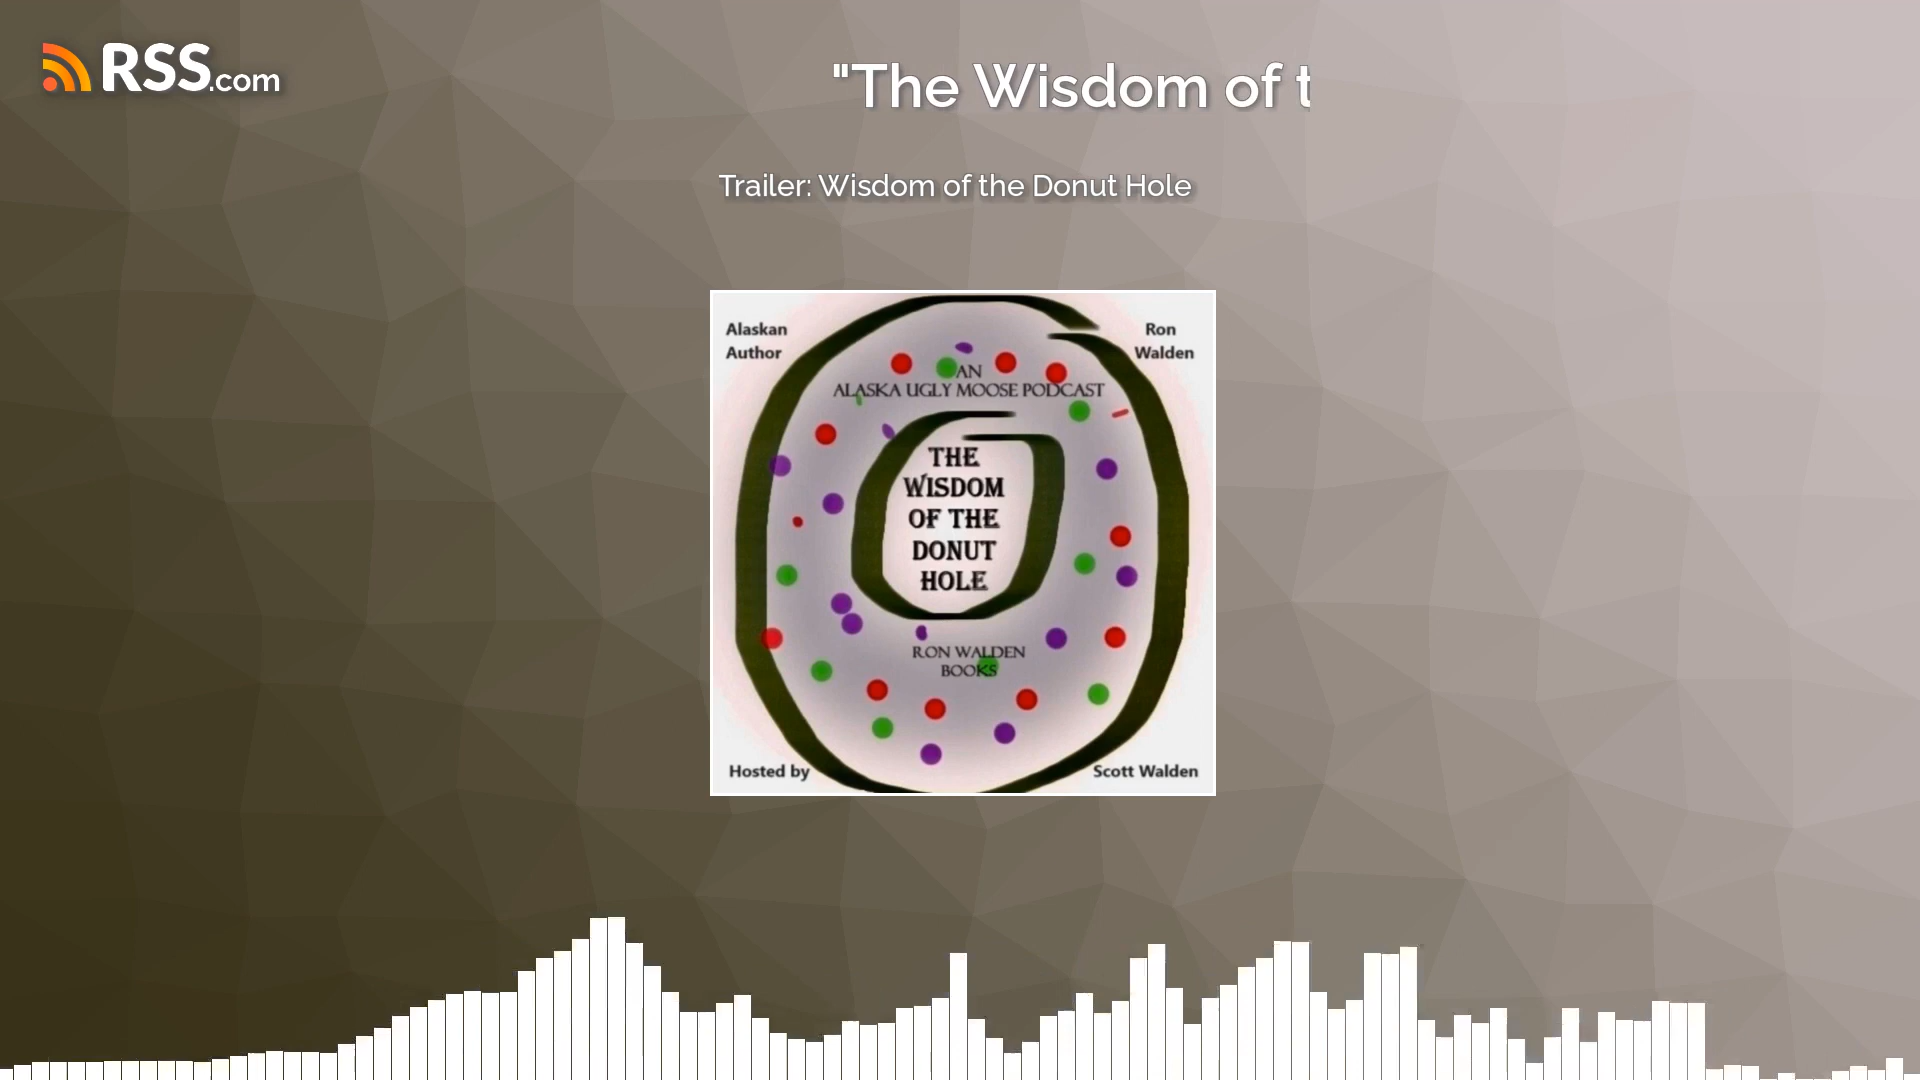 RSS.com
"The Wisdom of t
Trailer: Wisdom of the Donut Hole
Alaskan
Author
Ron
Walden
AN
ALASKA UGLY MOOSE PODCAST
THE
WISDOM
OF THE
DONUT
HOLE
RON WALDEN
BOOKS
Hosted by
Scott Walden